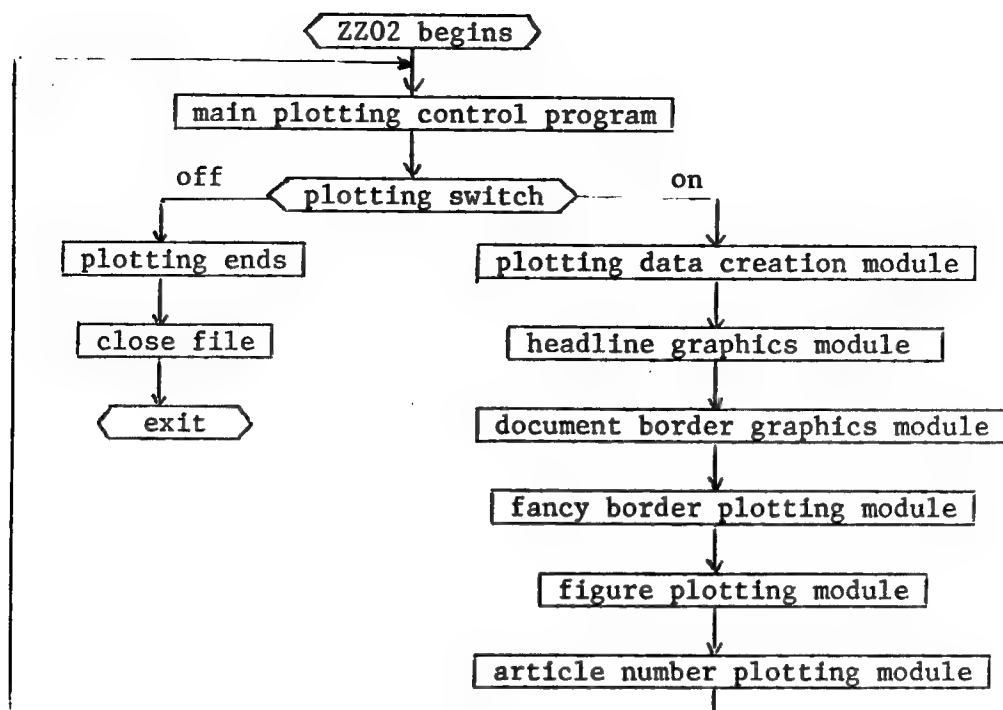 ZZ02 begins
main plotting control program
off
plotting switch
on
plotting ends
plotting data creation module
close file
headline graphics module
exit
document border graphics module
fancy border plotting module
figure plotting module
article number plotting module